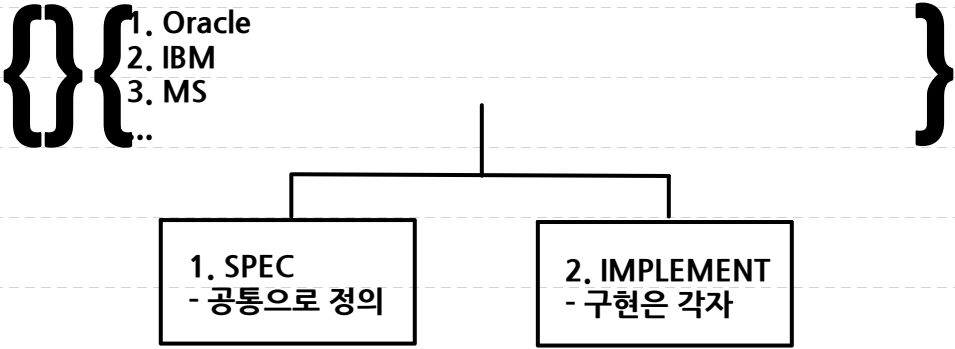 {}{
1. Oracle
2. IBM
3. MS
...
}
1. SPEC
- 공통으로 정의
2. IMPLEMENT
- 구현은 각자